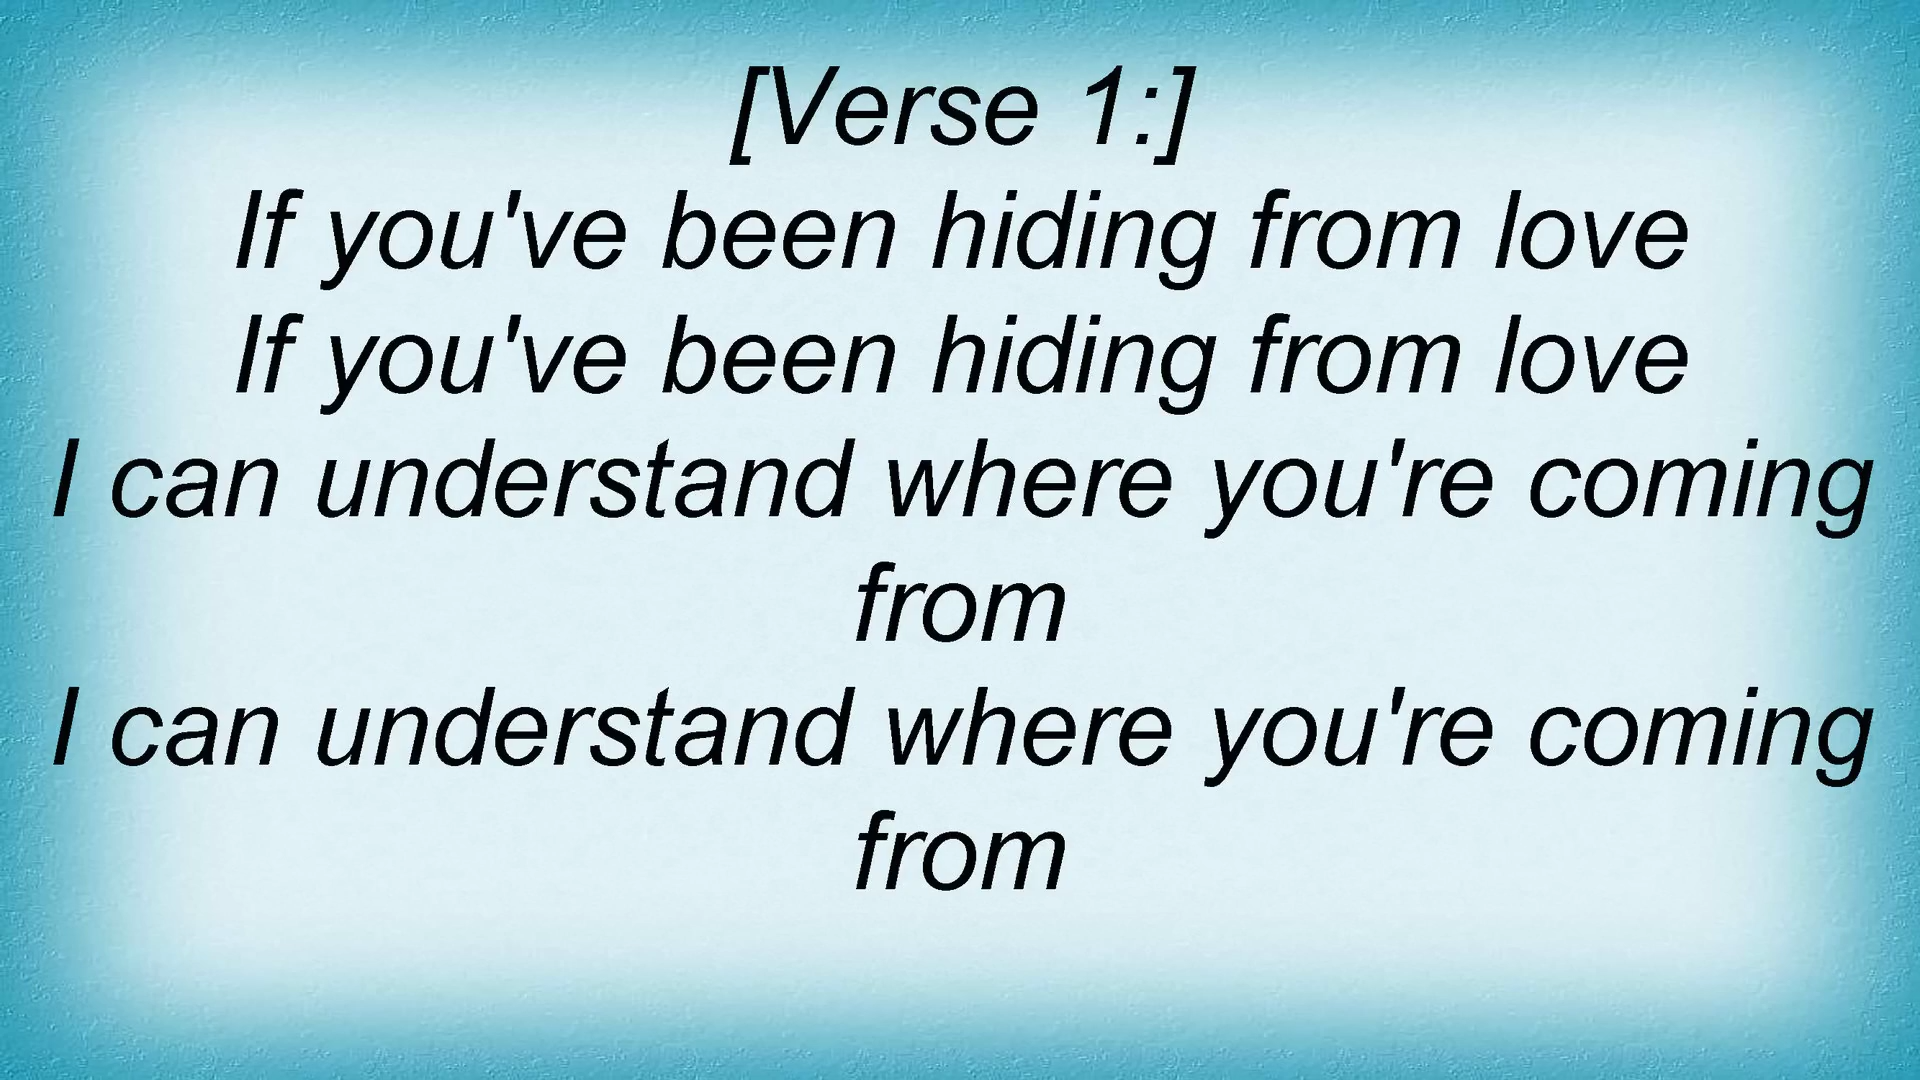 [Verse 1:]
If you've been hiding from love
If you've been hiding from love
I can understand where you're coming
from
I can understand where you're coming
from